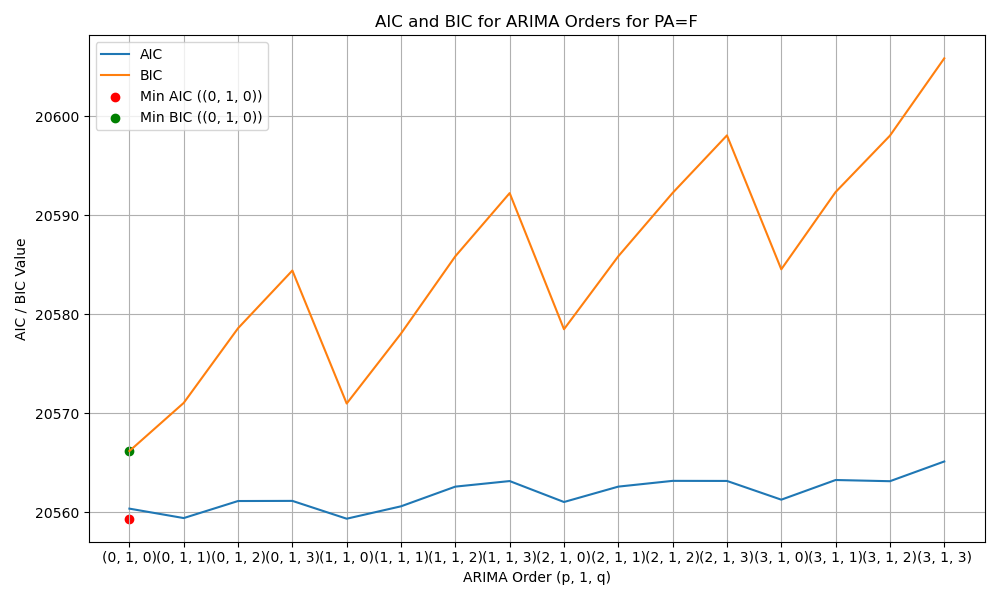 AIC and BIC for ARIMA Orders for PA=F
AIC
BIC
Min AIC ((0, 1, 0))
Min BIC ((0, 1, 0))
20600
20590
20580
20570
20560
AIC / BIC Value
(0, 1, 0)(0, 1, 1)(0, 1, 2)(0, 1, 3)(1, 1, 0)(1, 1, 1)(1, 1, 2)(1, 1, 3)(2, 1, 0)(2, 1, 1)(2, 1, 2)(2, 1, 3)(3, 1, 0)(3, 1, 1)(3, 1, 2)(3, 1, 3)
ARIMA Order (p, 1, q)